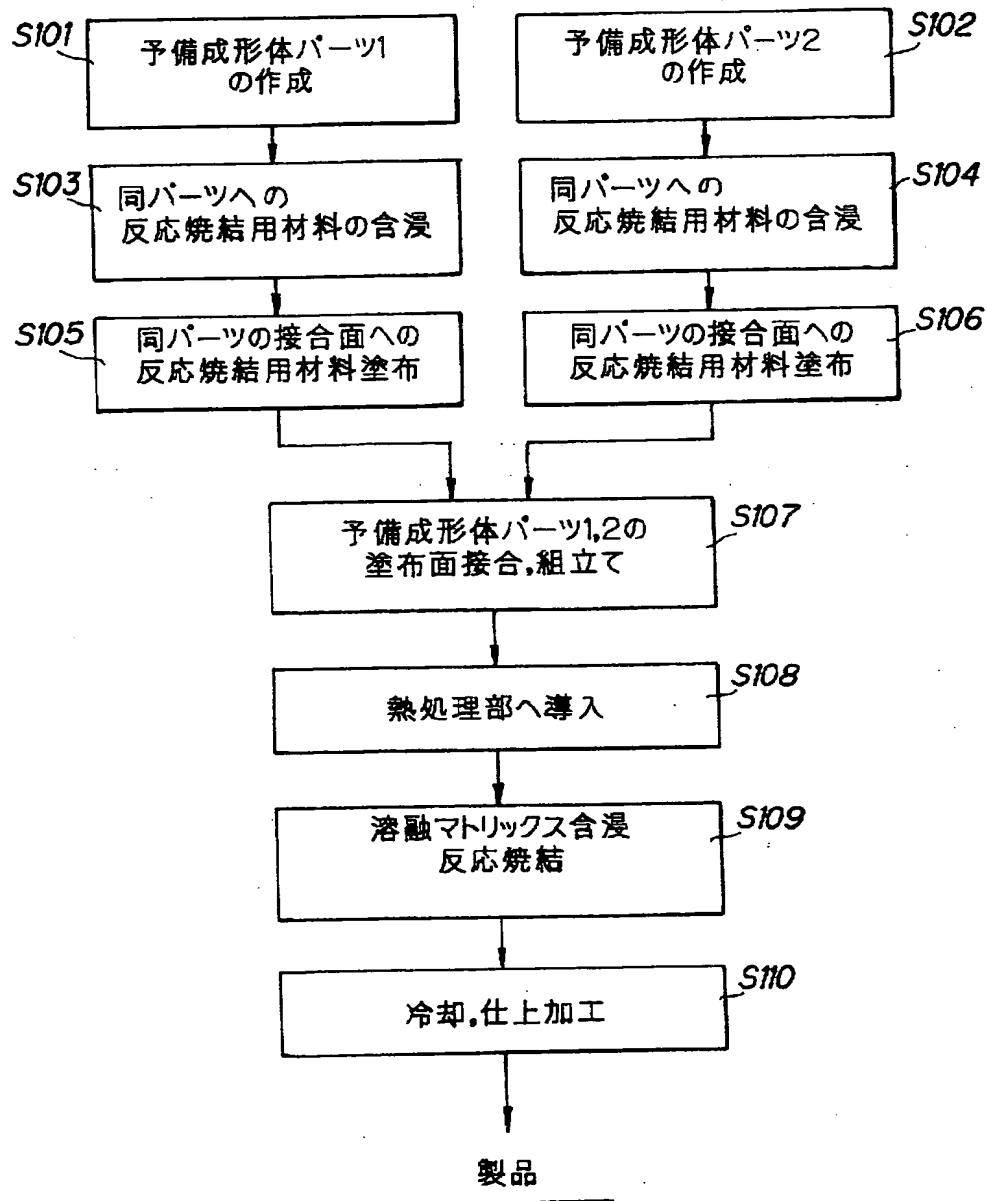 S101
予備成形体パーツ1
の作成
S102
予備成形体パーツ2
の作成
S103
同パーツへの
反応焼結用材料の含浸
S104
同パーツへの
反応焼結用材料の含浸
S105
同パーツの接合面への
反応焼結用材料塗布
S106
同パーツの接合面への
反応焼結用材料塗布
S107
予備成形体パーツ1,2の
塗布面接合,組立て
S108
熱処理部へ導入
S109
溶融マトリックス含浸
反応焼結
S110
冷却,仕上加工
製品